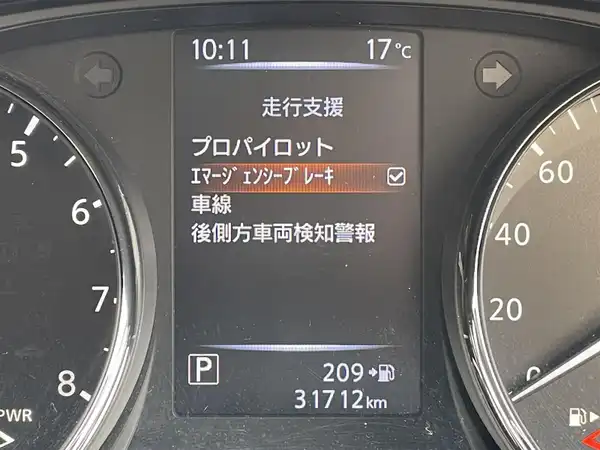 10:11 17℃
走行支援
プロパイロット
ｴﾏｰｼﾞｪﾝｼｰﾌﾞﾚｰｷ
車線
後側方車両検知警報
P 209
31712km
5
6
7
8
PWR
60
40
20
0